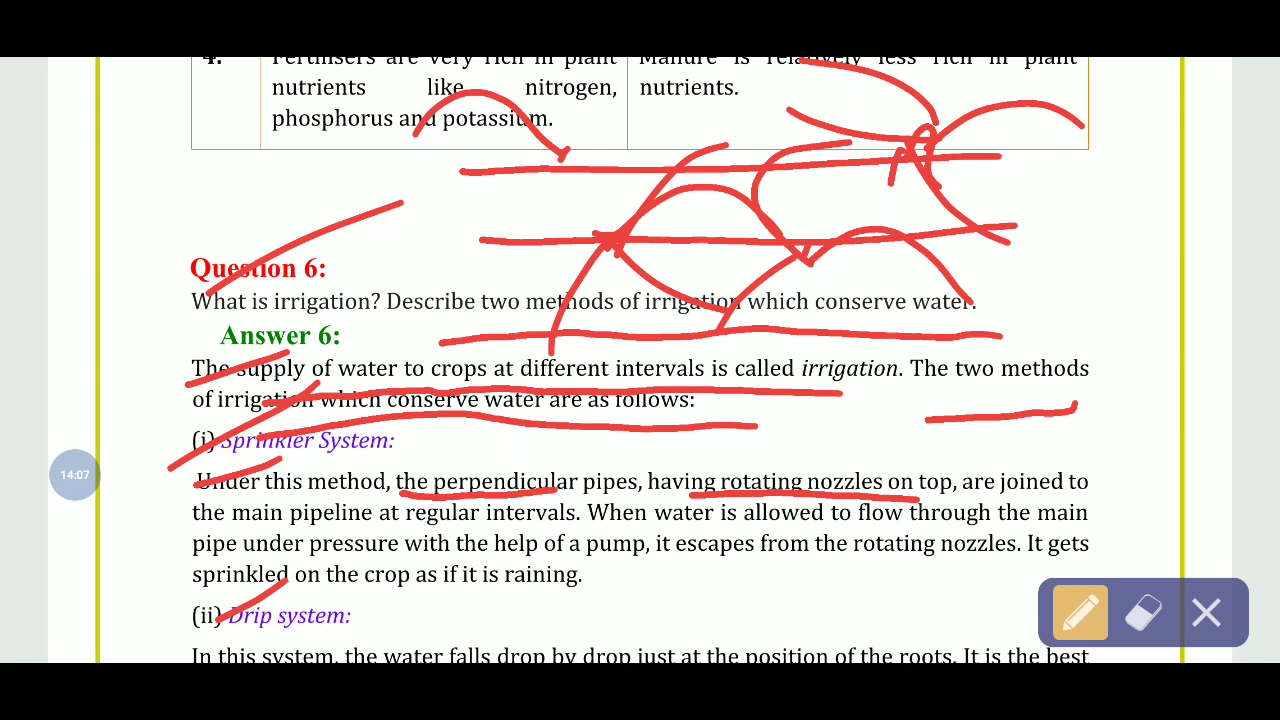 4.
Fertilisers are very rich in plant
nutrients like nitrogen,
phosphorus and potassium.
Manure is relatively less rich in plant
nutrients.
Question 6:
What is irrigation? Describe two methods of irrigation which conserve water.
Answer 6:
The supply of water to crops at different intervals is called irrigation. The two methods
of irrigation which conserve water are as follows:
(i) Sprinkler System:
Under this method, the perpendicular pipes, having rotating nozzles on top, are joined to
the main pipeline at regular intervals. When water is allowed to flow through the main
pipe under pressure with the help of a pump, it escapes from the rotating nozzles. It gets
sprinkled on the crop as if it is raining.
(ii) Drip system:
In this system, the water falls drop by drop just at the position of the roots. It is the best
14:07